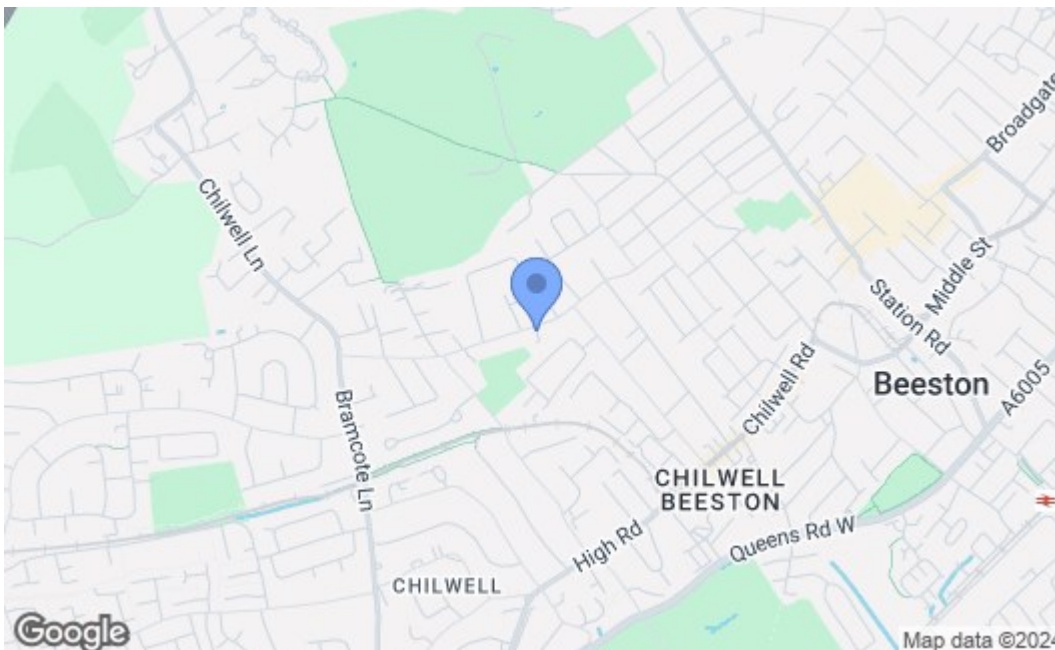 Broadgate
Chilwell Ln
Middle St
Station Rd
Bramcote Ln
Chilwell Rd
Beeston
A6005
CHILWELL
BEESTON
High Rd
Queens Rd W
CHILWELL
Google
Map data ©2024